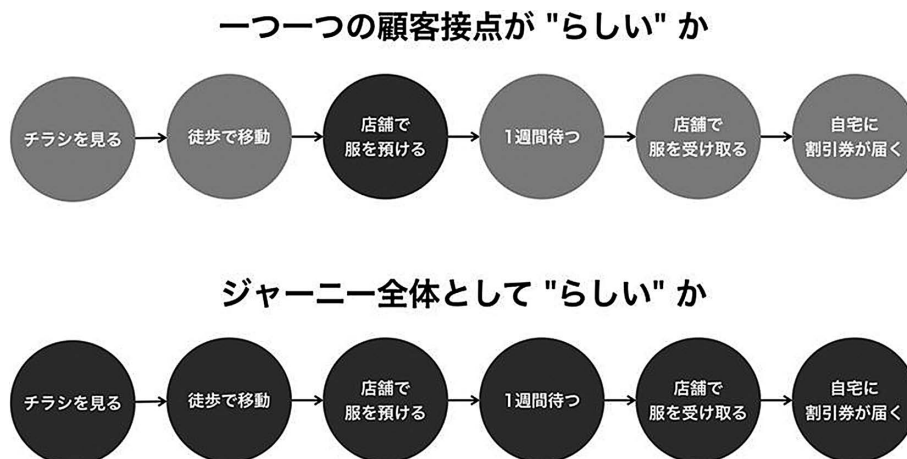 一つ一つの顧客接点が "らしい" か
チラシを見る
徒歩で移動
店舗で
服を預ける
1週間待つ
店舗で
服を受け取る
自宅に
割引券が届く
ジャーニー全体として "らしい" か
チラシを見る
徒歩で移動
店舗で
服を預ける
1週間待つ
店舗で
服を受け取る
自宅に
割引券が届く